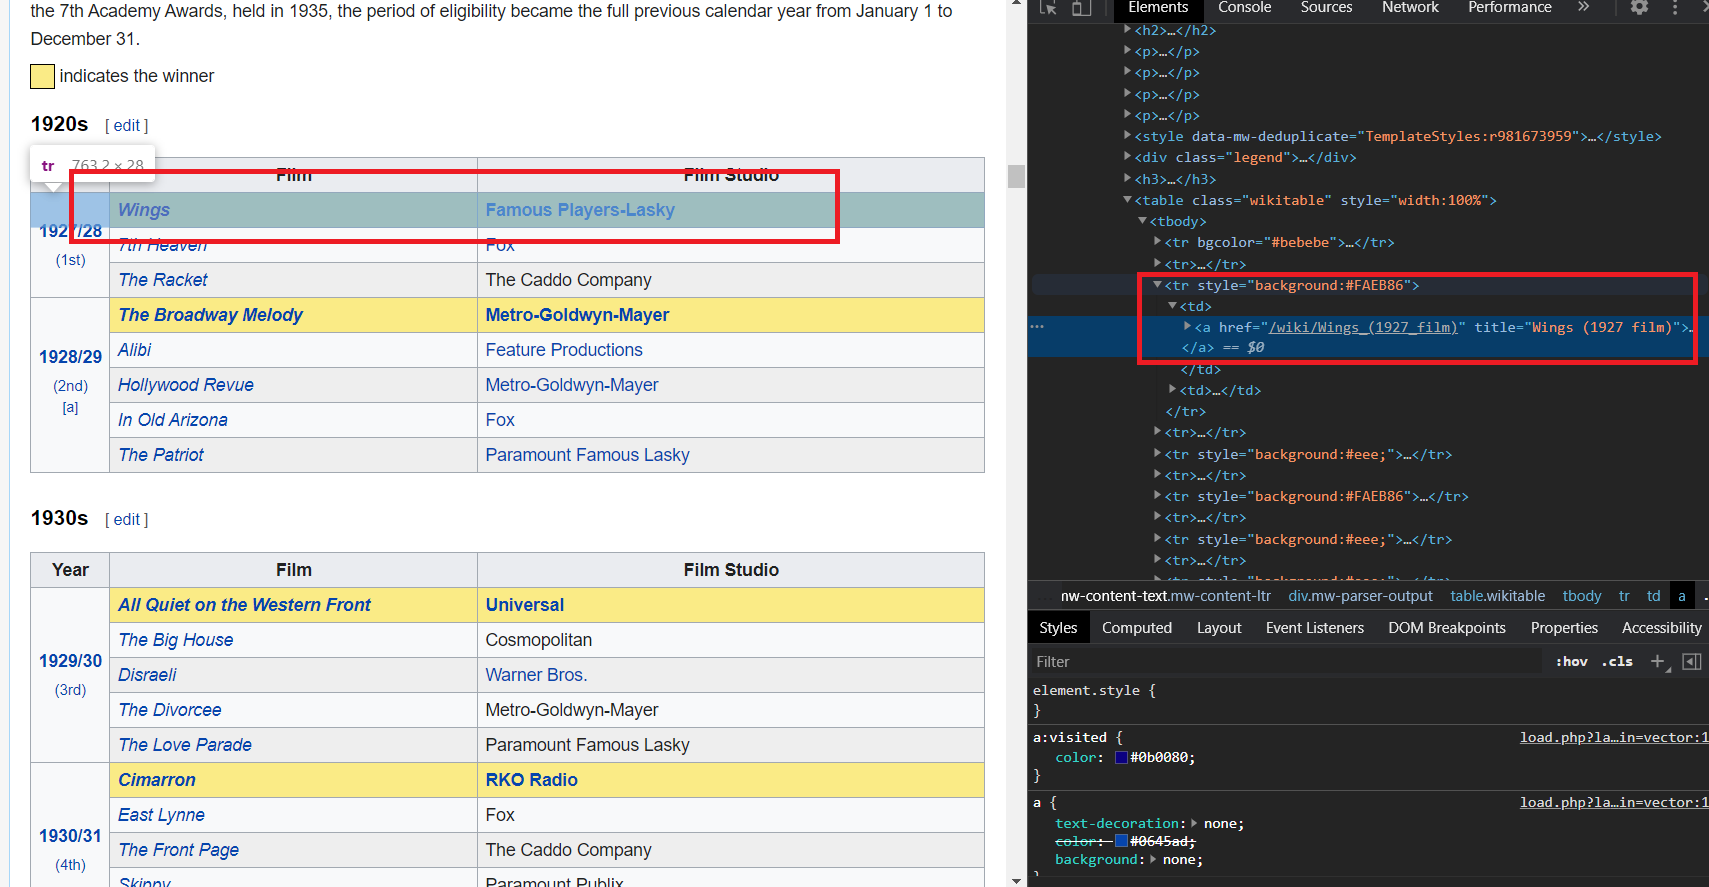 the 7th Academy Awards, held in 1935, the period of eligibility became the full previous calendar year from January 1 to
December 31.
indicates the winner
1920s [ edit ]
tr 763.2 × 28
Film Film Studio
Wings Famous Players-Lasky
1927/28
7th Heaven Fox
(1st)
The Racket The Caddo Company
The Broadway Melody Metro-Goldwyn-Mayer
1928/29
Alibi Feature Productions
(2nd)
Hollywood Revue Metro-Goldwyn-Mayer
[a]
In Old Arizona Fox
The Patriot Paramount Famous Lasky
1930s [ edit ]
Year Film Film Studio
All Quiet on the Western Front Universal
The Big House Cosmopolitan
1929/30
Disraeli Warner Bros.
(3rd)
The Divorcee Metro-Goldwyn-Mayer
The Love Parade Paramount Famous Lasky
Cimarron RKO Radio
East Lynne Fox
1930/31
The Front Page The Caddo Company
(4th)
Skippy Paramount Publix
Elements Console Sources Network Performance »
<h2>…</h2>
<p>…</p>
<p>…</p>
<p>…</p>
<p>…</p>
<style data-mw-deduplicate="TemplateStyles:r981673959">…</style>
<div class="legend">…</div>
<h3>…</h3>
<table class="wikitable" style="width:100%">
<tbody>
<tr bgcolor="#bebebe">…</tr>
<tr>…</tr>
<tr style="background:#FAEB86">
<td>
<a href="/wiki/Wings_(1927_film)" title="Wings (1927 film)">…
</a> == $0
</td>
<td>…</td>
</tr>
<tr>…</tr>
<tr style="background:#eee;">…</tr>
<tr>…</tr>
<tr style="background:#FAEB86">…</tr>
<tr>…</tr>
<tr style="background:#eee;">…</tr>
<tr>…</tr>
<tr style="background:#eee;">…</tr>
… nw-content-text.mw-content-ltr div.mw-parser-output table.wikitable tbody tr td a
Styles Computed Layout Event Listeners DOM Breakpoints Properties Accessibility
Filter :hov .cls +
element.style {
}
a:visited { load.php?la…in=vector:1
color: #0b0080;
}
a { load.php?la…in=vector:1
text-decoration: none;
color: #0645ad;
background: none;
}